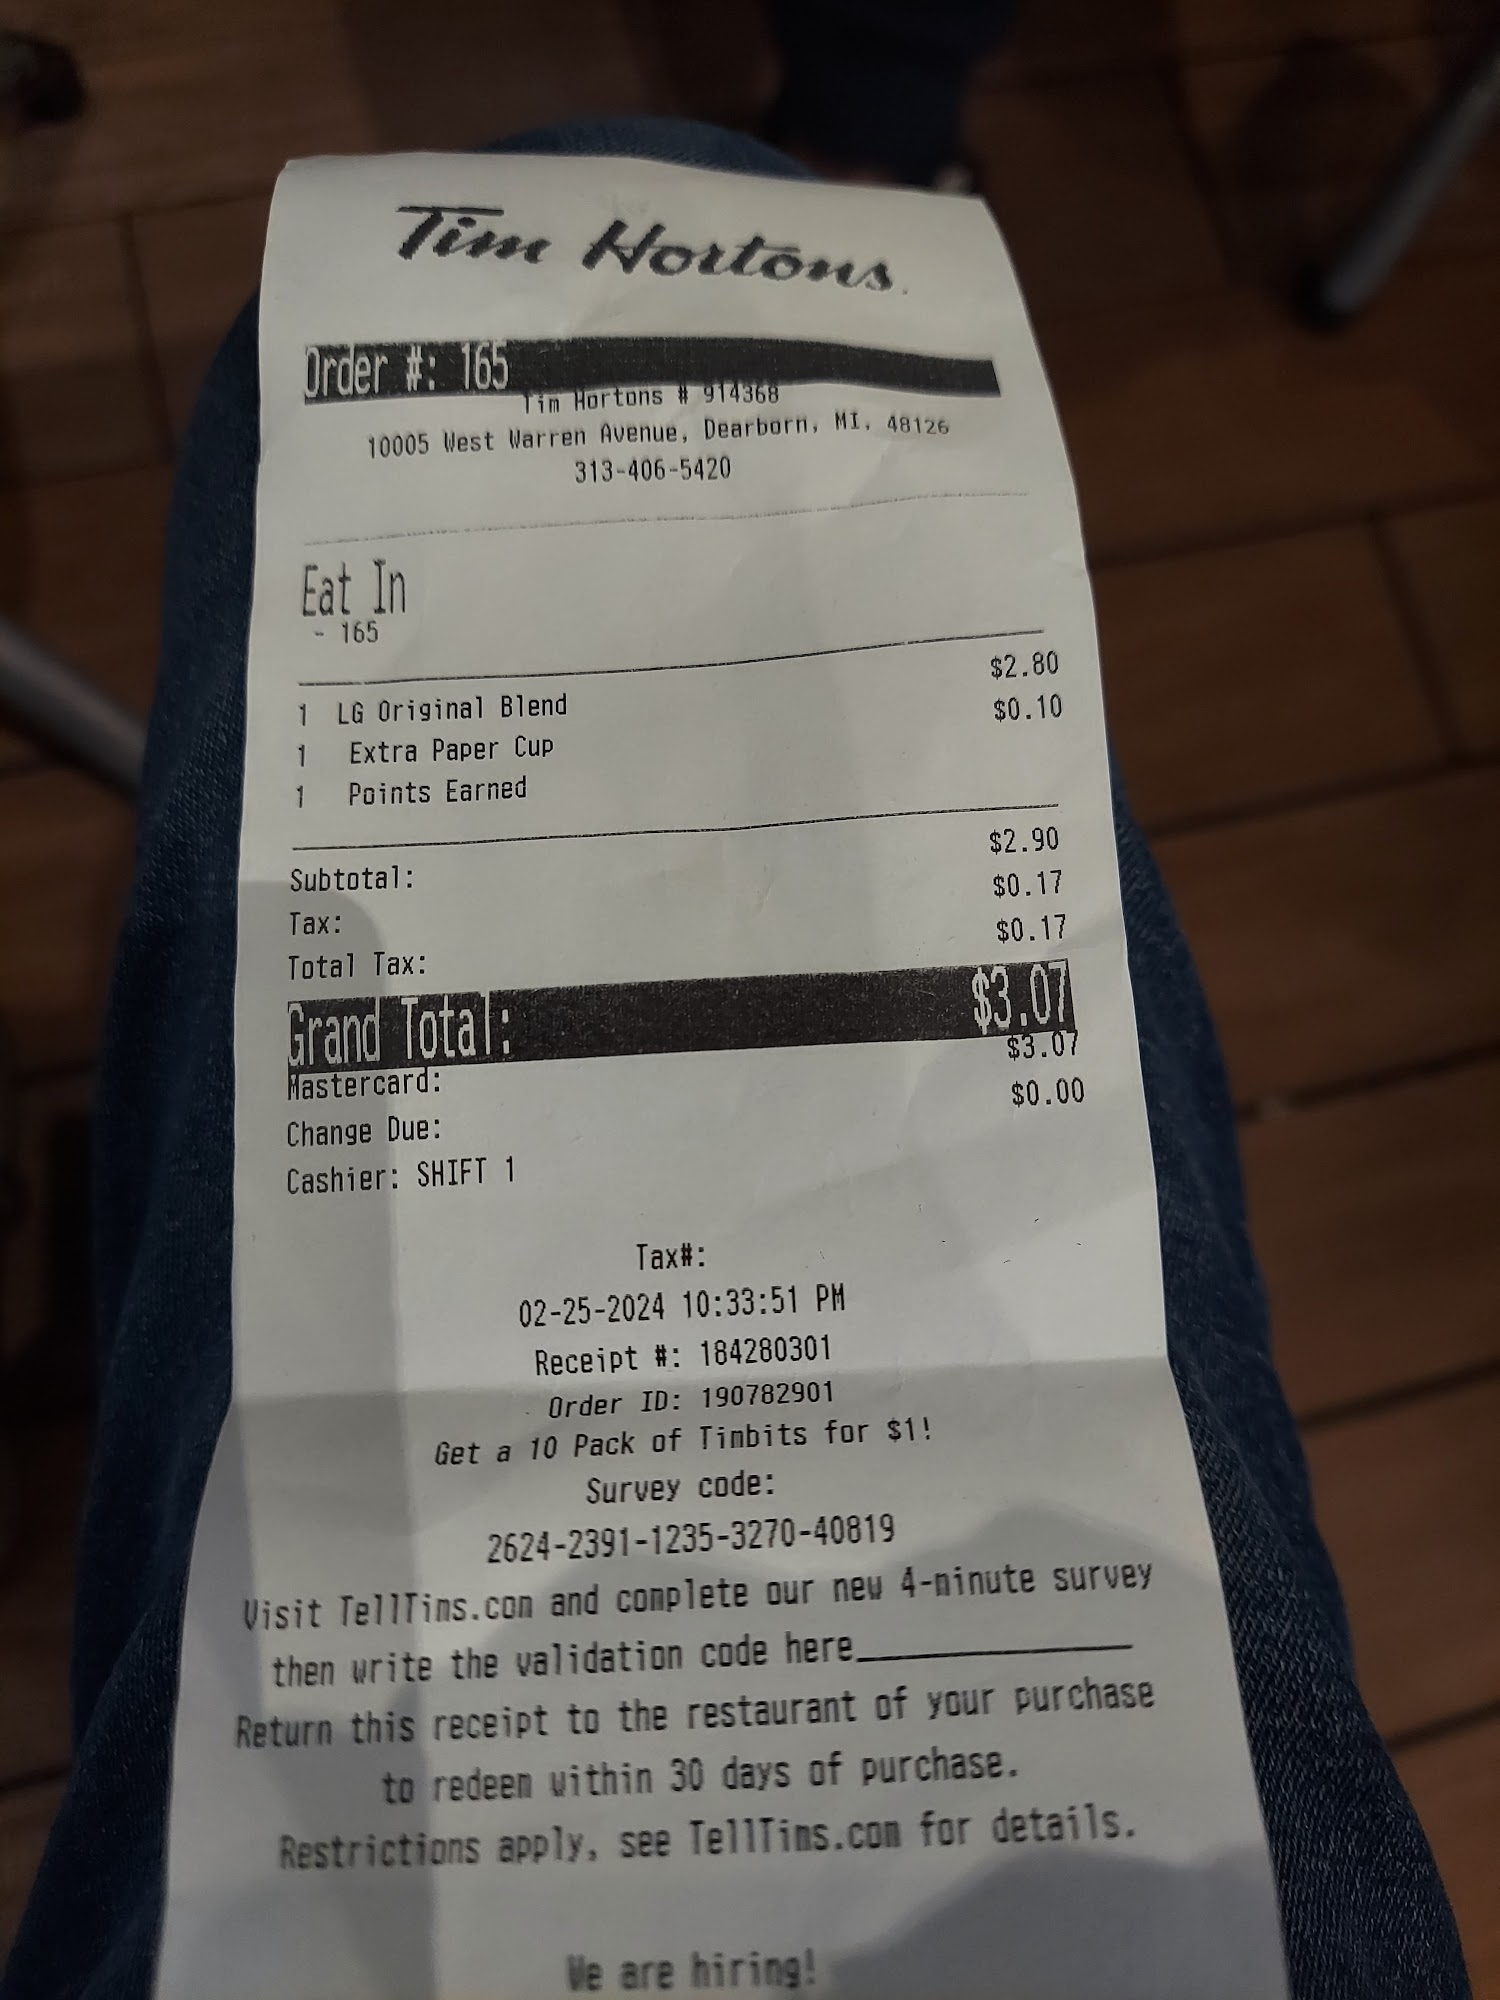 Tim Hortons
Order #: 165
Tim Hortons # 914368
10005 West Warren Avenue, Dearborn, MI, 48126
313-406-5420
Eat In
- 165
1 LG Original Blend $2.80
1 Extra Paper Cup $0.10
1 Points Earned
Subtotal: $2.90
Tax: $0.17
Total Tax: $0.17
Grand Total: $3.07
Mastercard: $3.07
Change Due: $0.00
Cashier: SHIFT 1
Tax#:
02-25-2024 10:33:51 PM
Receipt #: 184280301
Order ID: 190782901
Get a 10 Pack of Timbits for $1!
Survey code:
2624-2391-1235-3270-40819
Visit TellTims.com and complete our new 4-minute survey
then write the validation code here______________
Return this receipt to the restaurant of your purchase
to redeem within 30 days of purchase.
Restrictions apply, see TellTims.com for details.
We are hiring!